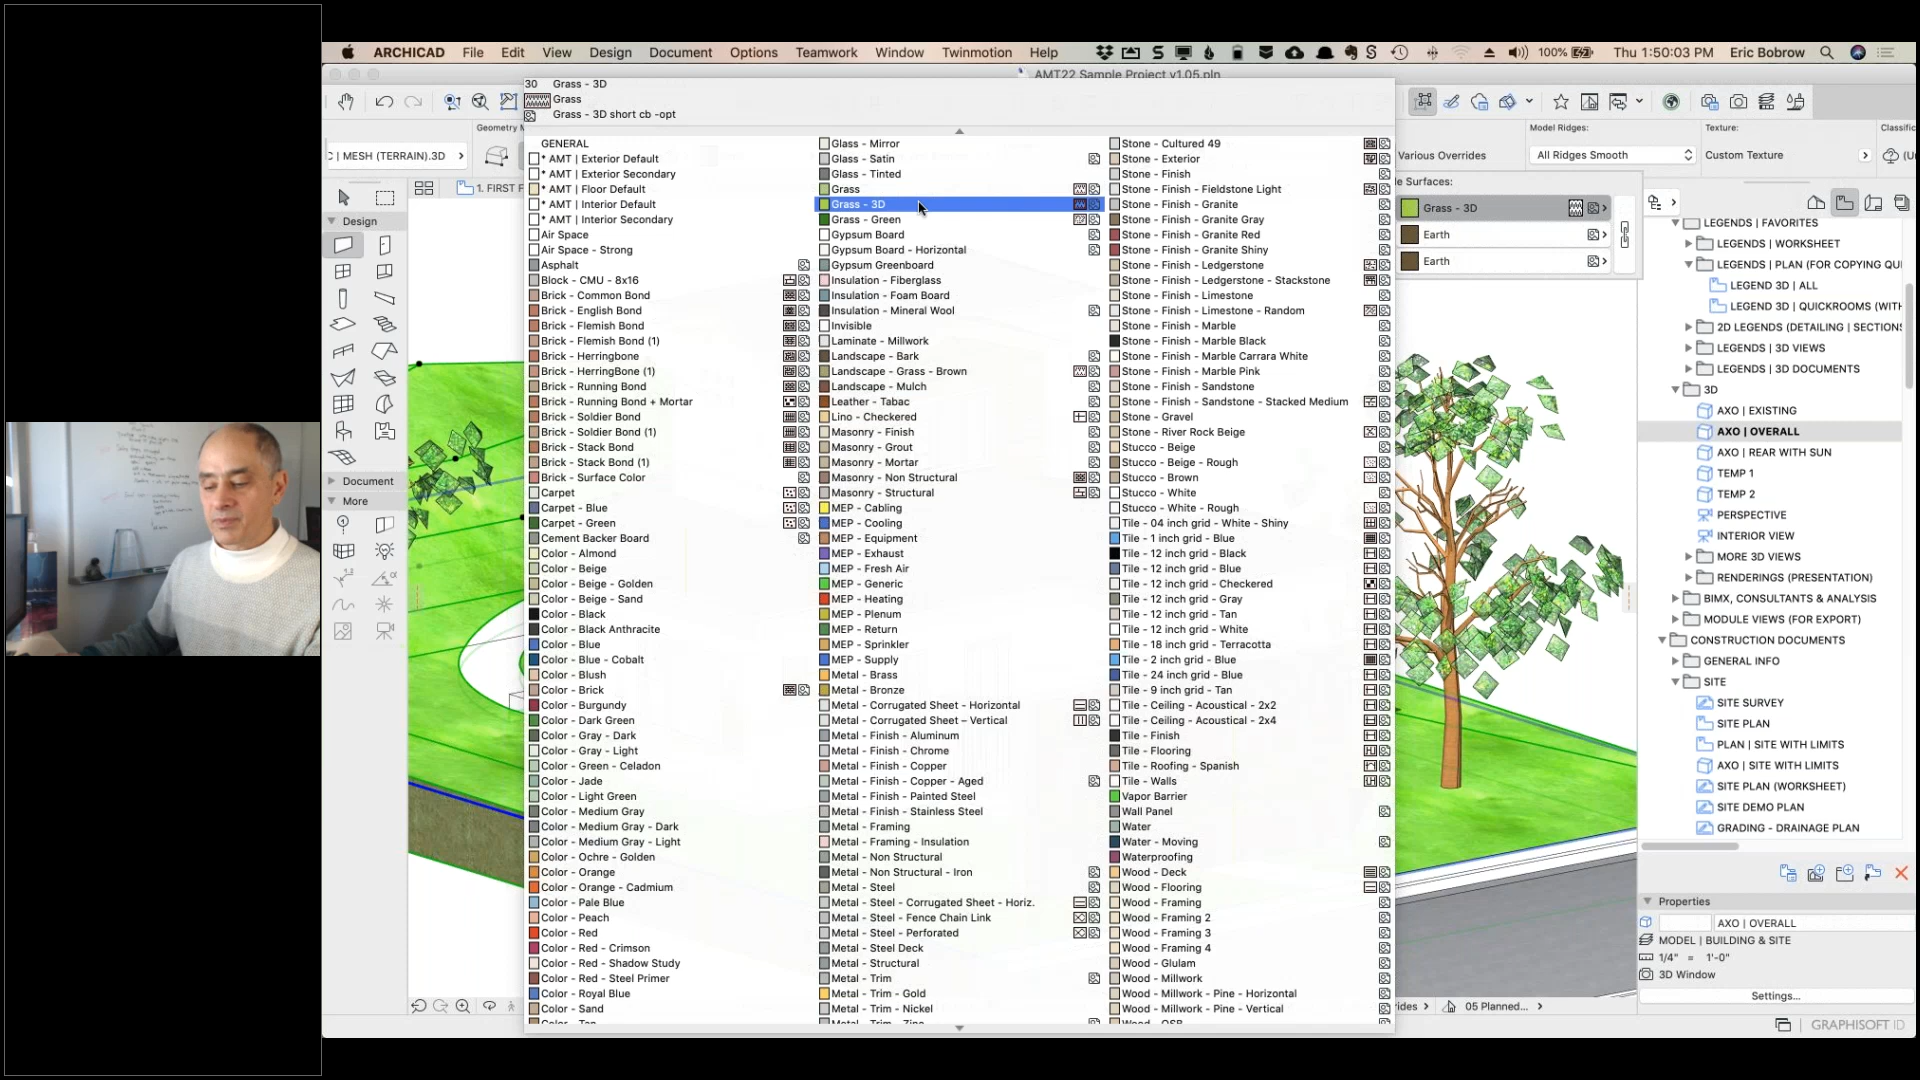 ARCHICAD File Edit View Design Document Options Teamwork Window Twinmotion Help 100% Thu 1:50:03 PM Eric Bobrow
AMT22 Sample Project v1.05.pln
30 Grass - 3D
Grass
Grass - 3D short cb -opt
Geometry M
Model Ridges:
Texture:
Classific
C | MESH (TERRAIN).3D
Various Overrides
All Ridges Smooth
Custom Texture
1. FIRST F
Design
Document
More
GENERAL
* AMT | Exterior Default
* AMT | Exterior Secondary
* AMT | Floor Default
* AMT | Interior Default
* AMT | Interior Secondary
Air Space
Air Space - Strong
Asphalt
Block - CMU - 8x16
Brick - Common Bond
Brick - English Bond
Brick - Flemish Bond
Brick - Flemish Bond (1)
Brick - Herringbone
Brick - HerringBone (1)
Brick - Running Bond
Brick - Running Bond + Mortar
Brick - Soldier Bond
Brick - Soldier Bond (1)
Brick - Stack Bond
Brick - Stack Bond (1)
Brick - Surface Color
Carpet
Carpet - Blue
Carpet - Green
Cement Backer Board
Color - Almond
Color - Beige
Color - Beige - Golden
Color - Beige - Sand
Color - Black
Color - Black Anthracite
Color - Blue
Color - Blue - Cobalt
Color - Blush
Color - Brick
Color - Burgundy
Color - Dark Green
Color - Gray - Dark
Color - Gray - Light
Color - Green - Celadon
Color - Jade
Color - Light Green
Color - Medium Gray
Color - Medium Gray - Dark
Color - Medium Gray - Light
Color - Ochre - Golden
Color - Orange
Color - Orange - Cadmium
Color - Pale Blue
Color - Peach
Color - Red
Color - Red - Crimson
Color - Red - Shadow Study
Color - Red - Steel Primer
Color - Royal Blue
Color - Sand
Glass - Mirror
Glass - Satin
Glass - Tinted
Grass
Grass - 3D
Grass - Green
Gypsum Board
Gypsum Board - Horizontal
Gypsum Greenboard
Insulation - Fiberglass
Insulation - Foam Board
Insulation - Mineral Wool
Invisible
Laminate - Millwork
Landscape - Bark
Landscape - Grass - Brown
Landscape - Mulch
Leather - Tabac
Lino - Checkered
Masonry - Finish
Masonry - Grout
Masonry - Mortar
Masonry - Non Structural
Masonry - Structural
MEP - Cabling
MEP - Cooling
MEP - Equipment
MEP - Exhaust
MEP - Fresh Air
MEP - Generic
MEP - Heating
MEP - Plenum
MEP - Return
MEP - Sprinkler
MEP - Supply
Metal - Brass
Metal - Bronze
Metal - Corrugated Sheet - Horizontal
Metal - Corrugated Sheet – Vertical
Metal - Finish - Aluminum
Metal - Finish - Chrome
Metal - Finish - Copper
Metal - Finish - Copper - Aged
Metal - Finish - Painted Steel
Metal - Finish - Stainless Steel
Metal - Framing
Metal - Framing - Insulation
Metal - Non Structural
Metal - Non Structural - Iron
Metal - Steel
Metal - Steel - Corrugated Sheet - Horiz.
Metal - Steel - Fence Chain Link
Metal - Steel - Perforated
Metal - Steel Deck
Metal - Structural
Metal - Trim
Metal - Trim - Gold
Metal - Trim - Nickel
Metal - Trim - Zinc
Stone - Cultured 49
Stone - Exterior
Stone - Finish
Stone - Finish - Fieldstone Light
Stone - Finish - Granite
Stone - Finish - Granite Gray
Stone - Finish - Granite Red
Stone - Finish - Granite Shiny
Stone - Finish - Ledgerstone
Stone - Finish - Ledgerstone - Stackstone
Stone - Finish - Limestone
Stone - Finish - Limestone - Random
Stone - Finish - Marble
Stone - Finish - Marble Black
Stone - Finish - Marble Carrara White
Stone - Finish - Marble Pink
Stone - Finish - Sandstone
Stone - Finish - Sandstone - Stacked Medium
Stone - Gravel
Stone - River Rock Beige
Stucco - Beige
Stucco - Beige - Rough
Stucco - Brown
Stucco - White
Stucco - White - Rough
Tile - 04 inch grid - White - Shiny
Tile - 1 inch grid - Blue
Tile - 12 inch grid - Black
Tile - 12 inch grid - Blue
Tile - 12 inch grid - Checkered
Tile - 12 inch grid - Gray
Tile - 12 inch grid - Tan
Tile - 12 inch grid - White
Tile - 18 inch grid - Terracotta
Tile - 2 inch grid - Blue
Tile - 24 inch grid - Blue
Tile - 9 inch grid - Tan
Tile - Ceiling - Acoustical - 2x2
Tile - Ceiling - Acoustical - 2x4
Tile - Finish
Tile - Flooring
Tile - Roofing - Spanish
Tile - Walls
Vapor Barrier
Wall Panel
Water
Water - Moving
Waterproofing
Wood - Deck
Wood - Flooring
Wood - Framing
Wood - Framing 2
Wood - Framing 3
Wood - Framing 4
Wood - Glulam
Wood - Millwork
Wood - Millwork - Pine - Horizontal
Wood - Millwork - Pine - Vertical
Wood - OSB
e Surfaces:
Grass - 3D
Earth
Earth
LEGENDS | FAVORITES
LEGENDS | WORKSHEET
LEGENDS | PLAN (FOR COPYING QUI
LEGEND 3D | ALL
LEGEND 3D | QUICKROOMS (WITH
2D LEGENDS (DETAILING | SECTIONS
LEGENDS | 3D VIEWS
LEGENDS | 3D DOCUMENTS
3D
AXO | EXISTING
AXO | OVERALL
AXO | REAR WITH SUN
TEMP 1
TEMP 2
PERSPECTIVE
INTERIOR VIEW
MORE 3D VIEWS
RENDERINGS (PRESENTATION)
BIMX, CONSULTANTS & ANALYSIS
MODULE VIEWS (FOR EXPORT)
CONSTRUCTION DOCUMENTS
GENERAL INFO
SITE
SITE SURVEY
SITE PLAN
PLAN | SITE WITH LIMITS
AXO | SITE WITH LIMITS
SITE PLAN (WORKSHEET)
SITE DEMO PLAN
GRADING - DRAINAGE PLAN
Properties
AXO | OVERALL
MODEL | BUILDING & SITE
1/4" = 1'-0"
3D Window
Settings...
ides
05 Planned...
GRAPHISOFT ID